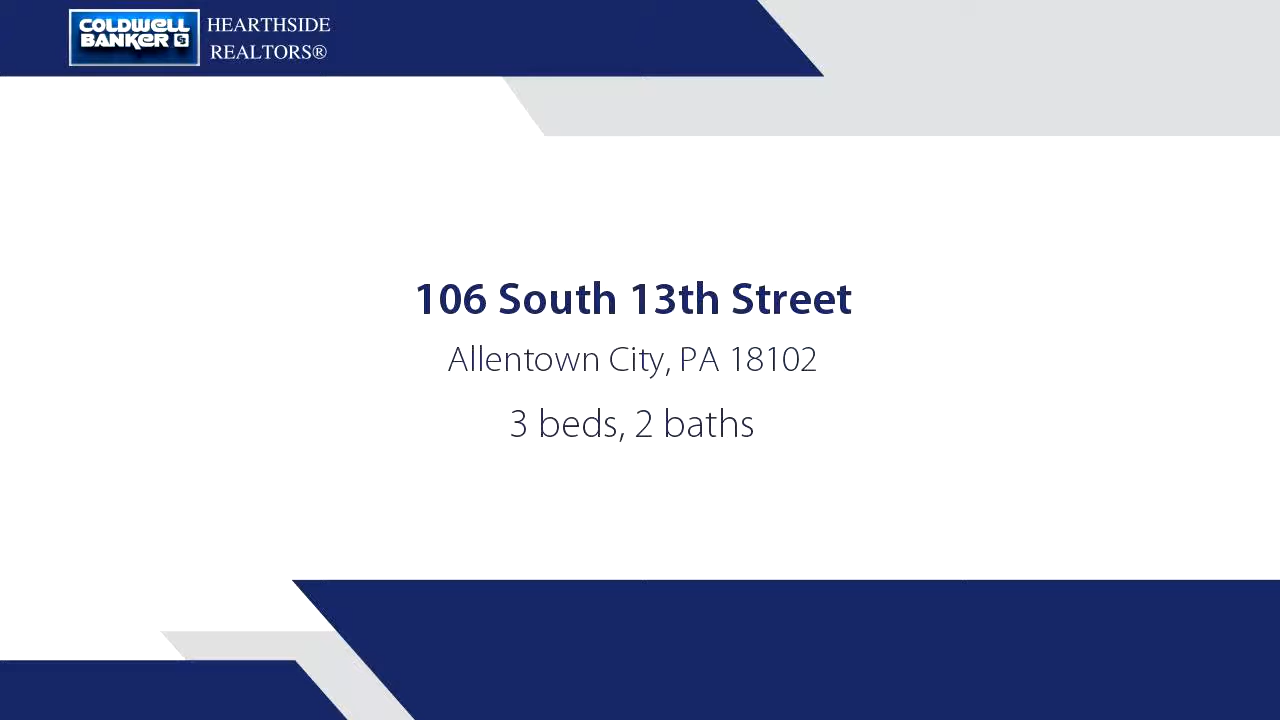 COLDWELL
BANKER
HEARTHSIDE
REALTORS®
106 South 13th Street
Allentown City, PA 18102
3 beds, 2 baths